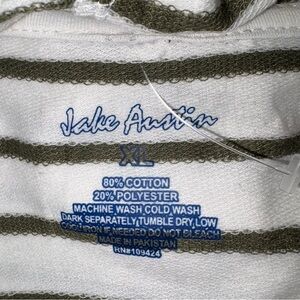 Jake Austin
XL
80% COTTON
20% POLYESTER
MACHINE WASH COLD WASH
DARK SEPARATELY, TUMBLE DRY, LOW
COOL IRON IF NEEDED DO NOT BLEACH
MADE IN PAKISTAN
RN#109424